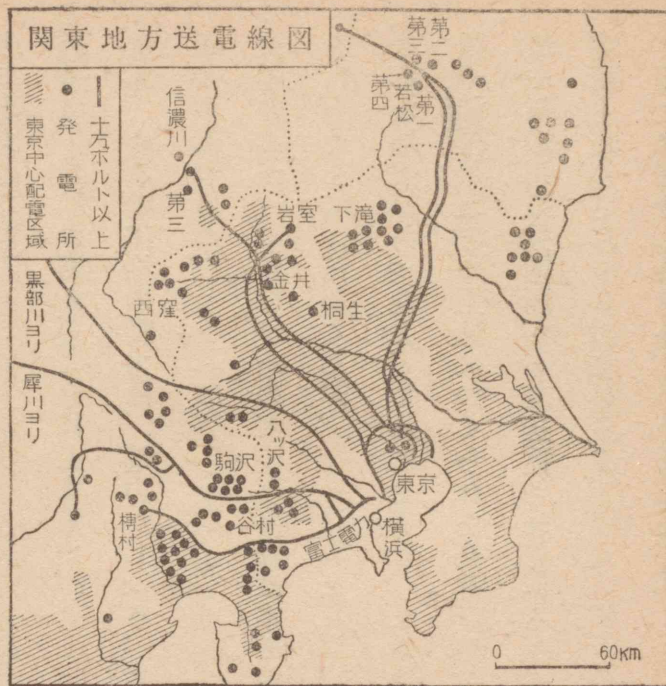 関東地方送電線図
十万ボルト以上
発電所
東京中心配電区域
第二
第三
第一
若松
第四
信濃川
第三
岩室
下滝
金井
西窪
桐生
黒部川ヨリ
犀川ヨリ
八ッ沢
駒沢
東京
谷村
横浜
富士電力
0 60Km